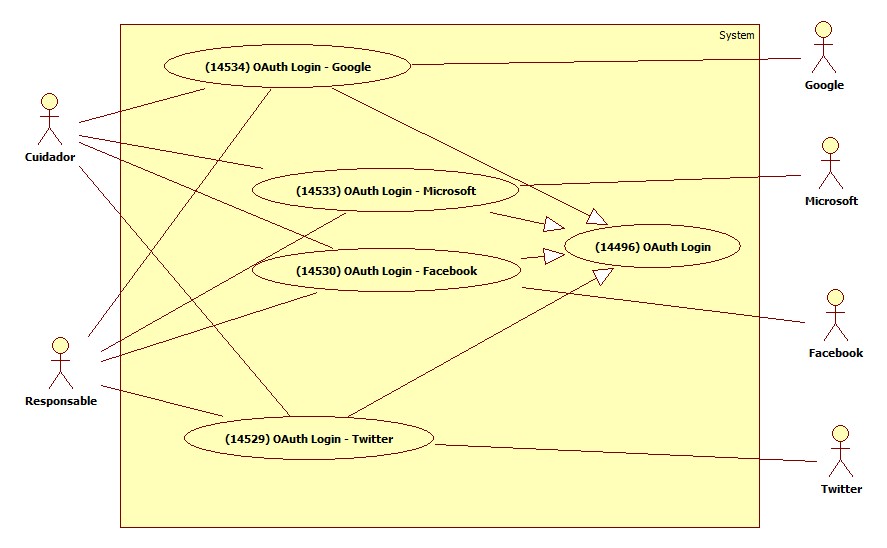 System
Google
(14534) OAuth Login - Google
Cuidador
(14533) OAuth Login - Microsoft
Microsoft
(14496) OAuth Login
(14530) OAuth Login - Facebook
Facebook
Responsable
(14529) OAuth Login - Twitter
Twitter